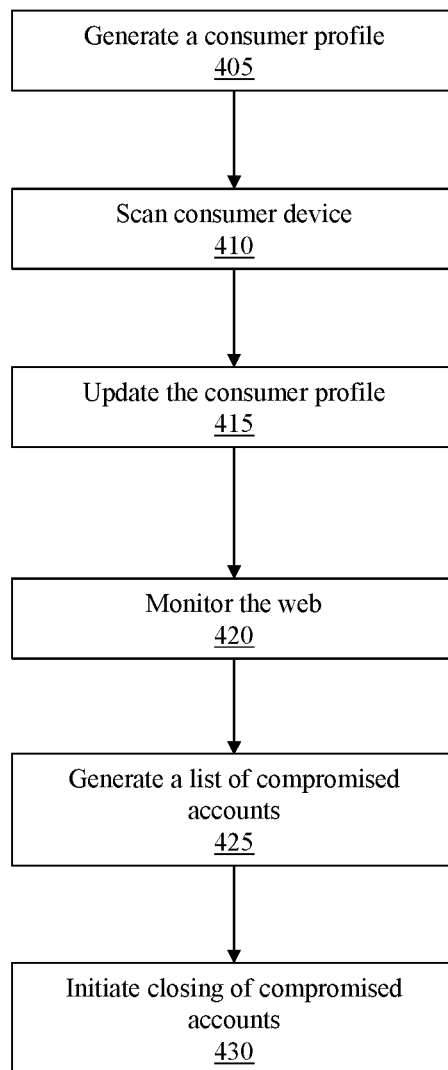 Generate a consumer profile
405
Scan consumer device
410
Update the consumer profile
415
Monitor the web
420
Generate a list of compromised
accounts
425
Initiate closing of compromised
accounts
430